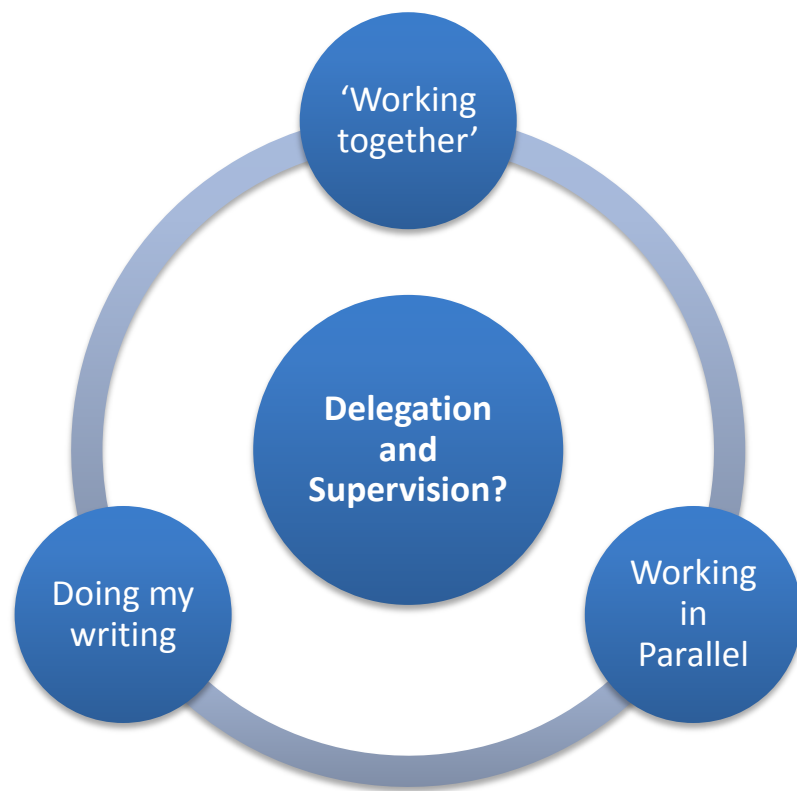 ‘Working
together’
Delegation
and
Supervision?
Doing my
writing
Working
in
Parallel